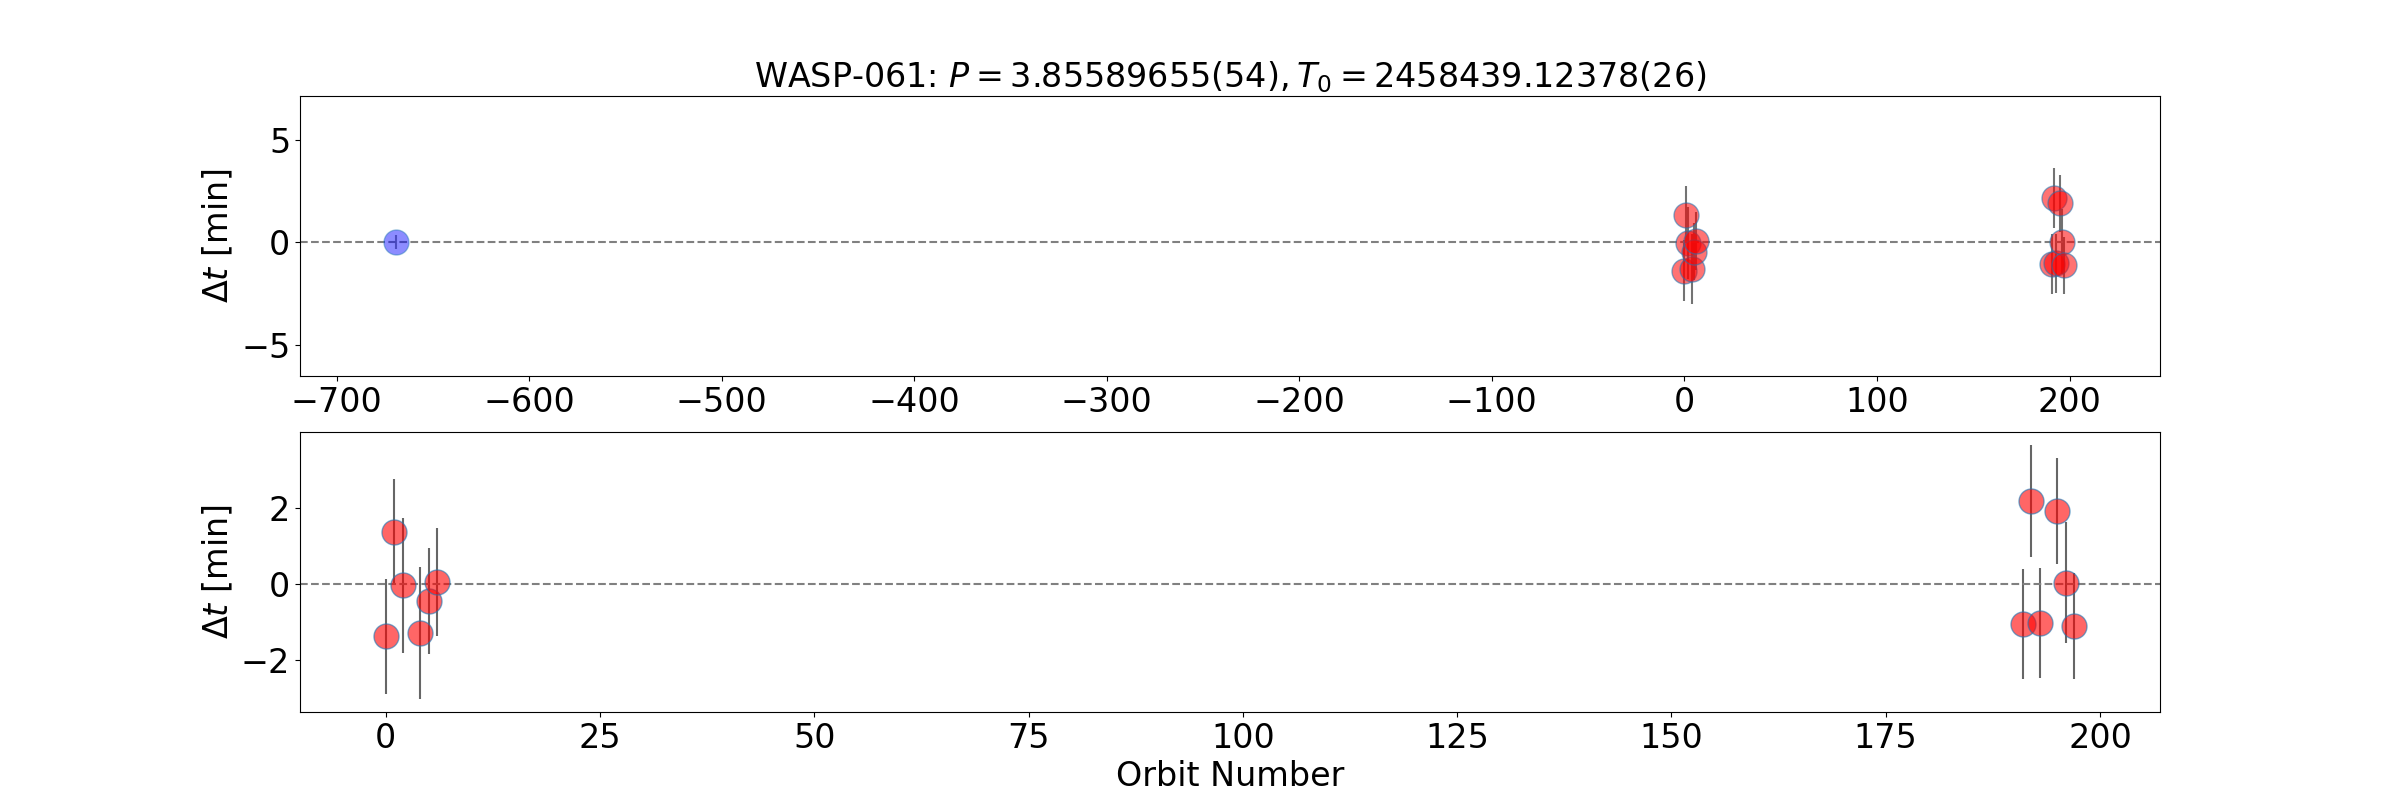 WASP-061: P = 3.85589655(54), T₀ = 2458439.12378(26)
Δt [min]
5
0
−5
−700 −600 −500 −400 −300 −200 −100 0 100 200
Δt [min]
2
0
−2
0 25 50 75 100 125 150 175 200
Orbit Number